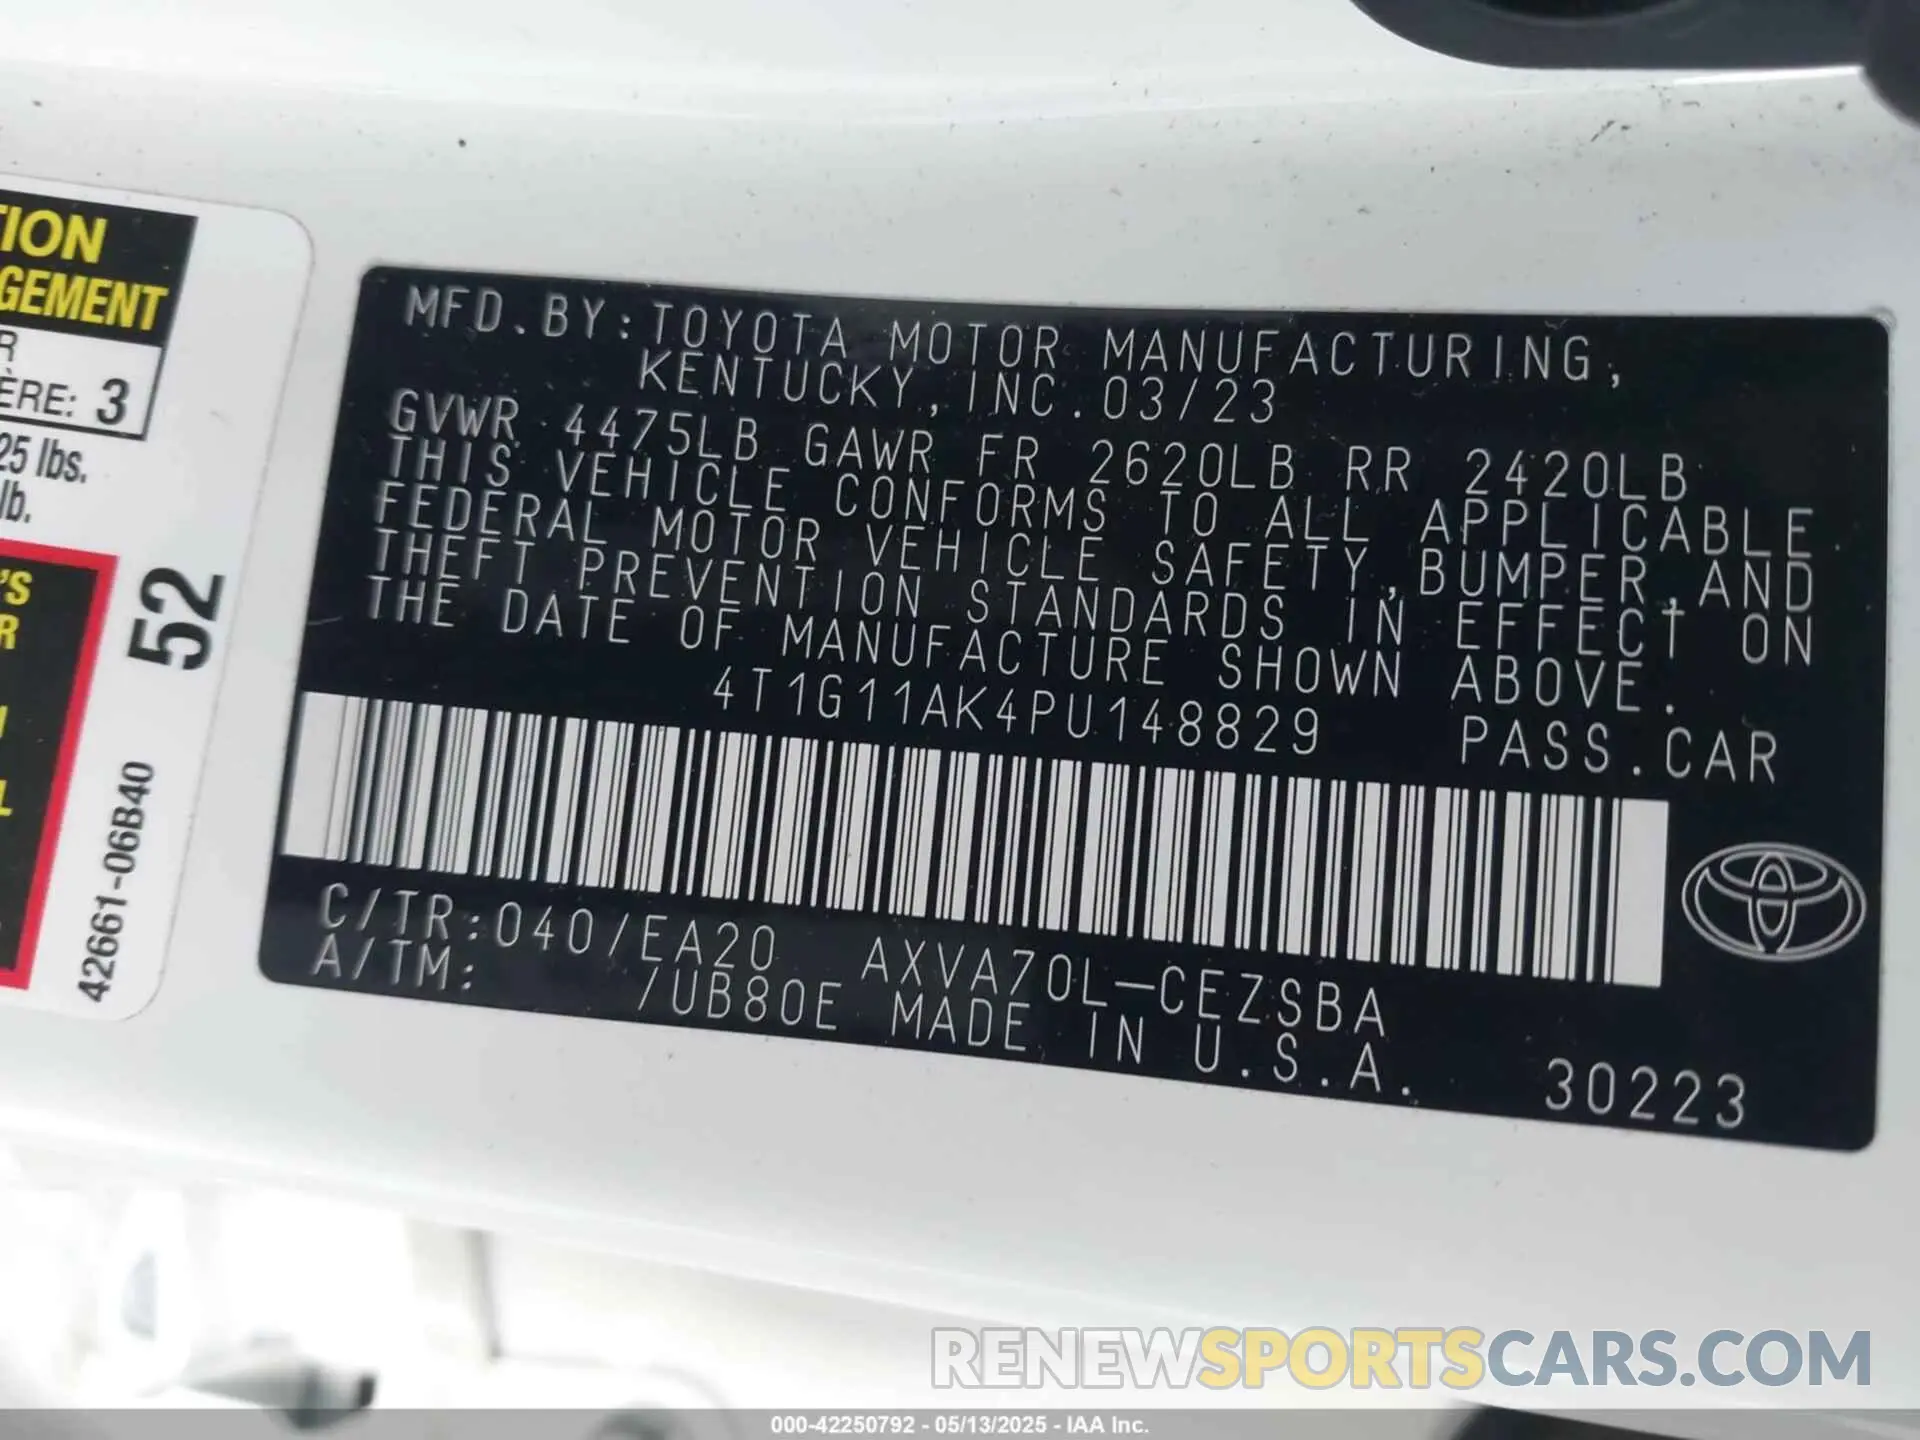 TION
GEMENT
R
ÈRE: 3
25 lbs.
lb.
'S
R
L
52
42661-06B40
MFD.BY:TOYOTA MOTOR MANUFACTURING,
KENTUCKY,INC.03/23
GVWR 4475LB GAWR FR 2620LB RR 2420LB
THIS VEHICLE CONFORMS TO ALL APPLICABLE
FEDERAL MOTOR VEHICLE SAFETY,BUMPER,AND
THEFT PREVENTION STANDARDS IN EFFECT ON
THE DATE OF MANUFACTURE SHOWN ABOVE.
4T1G11AK4PU148829 PASS.CAR
C/TR:040/EA20 AXVA70L-CEZSBA
A/TM: /UB80E MADE IN U.S.A. 30223
RENEWSPORTSCARS.COM
000-42250792 - 05/13/2025 - IAA Inc.